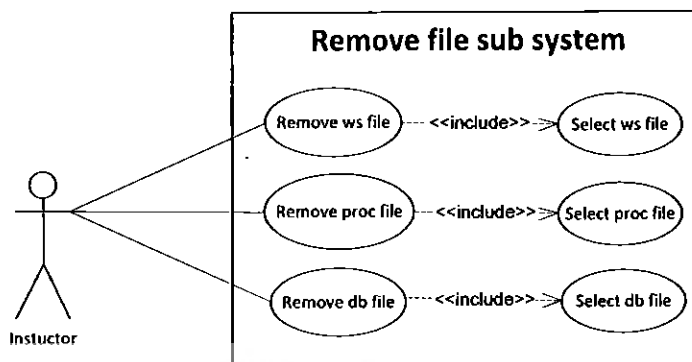 Remove file sub system
Remove ws file <<include>> Select ws file
Remove proc file <<include>> Select proc file
Remove db file <<include>> Select db file
Instuctor